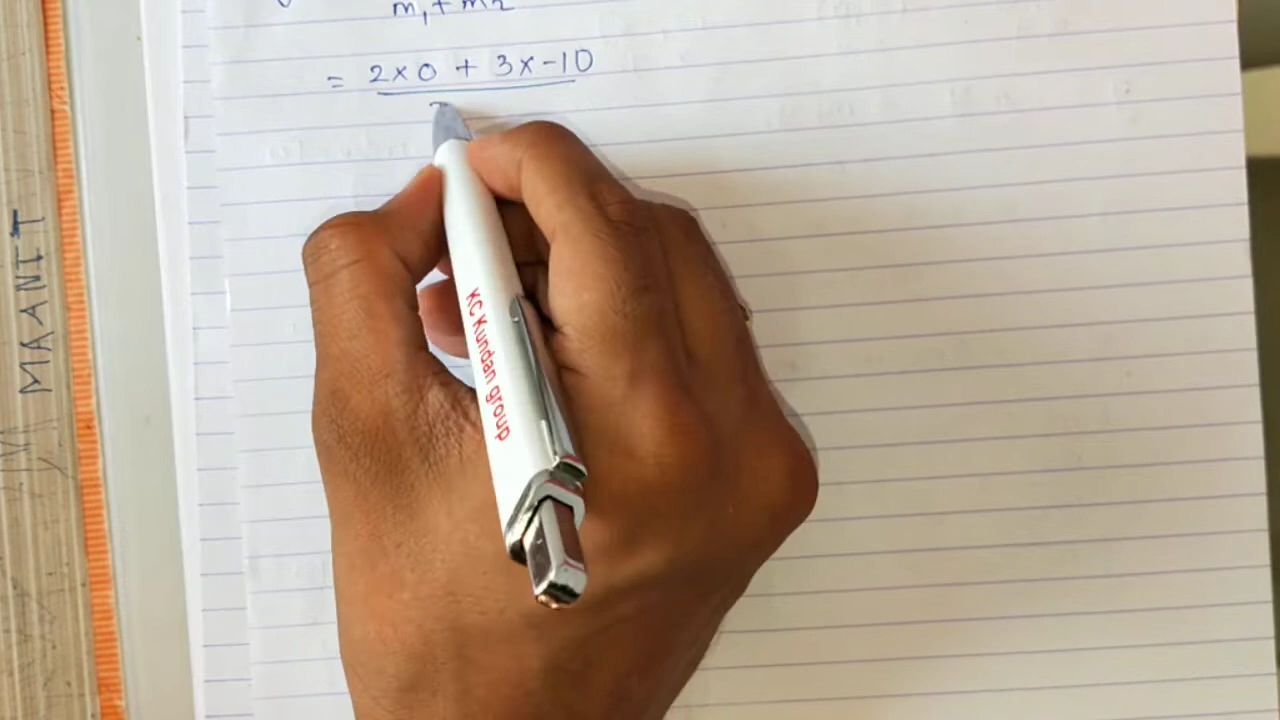 m₁ + m₂
= 2 x 0 + 3 x -10
KC Kundan group
MAANIT